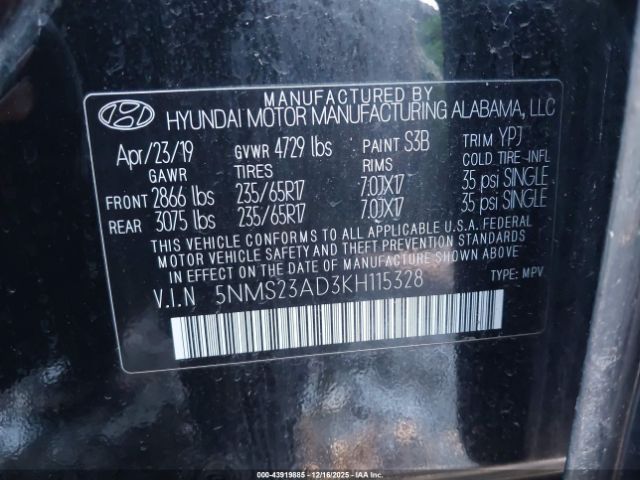 MANUFACTURED BY
HYUNDAI MOTOR MANUFACTURING ALABAMA, LLC
Apr/23/19 GVWR 4729 lbs PAINT S3B TRIM YPJ
GAWR TIRES RIMS COLD TIRE INFL
FRONT 2866 lbs 235/65R17 7.0JX17 35 psi SINGLE
REAR 3075 lbs 235/65R17 7.0JX17 35 psi SINGLE
THIS VEHICLE CONFORMS TO ALL APPLICABLE U.S.A. FEDERAL
MOTOR VEHICLE SAFETY AND THEFT PREVENTION STANDARDS
IN EFFECT ON THE DATE OF MANUFACTURE SHOWN ABOVE.
V.I.N 5NMS23AD3KH115328 TYPE: MPV
42-43919885 - 12/16/2025 - IAAI.COM